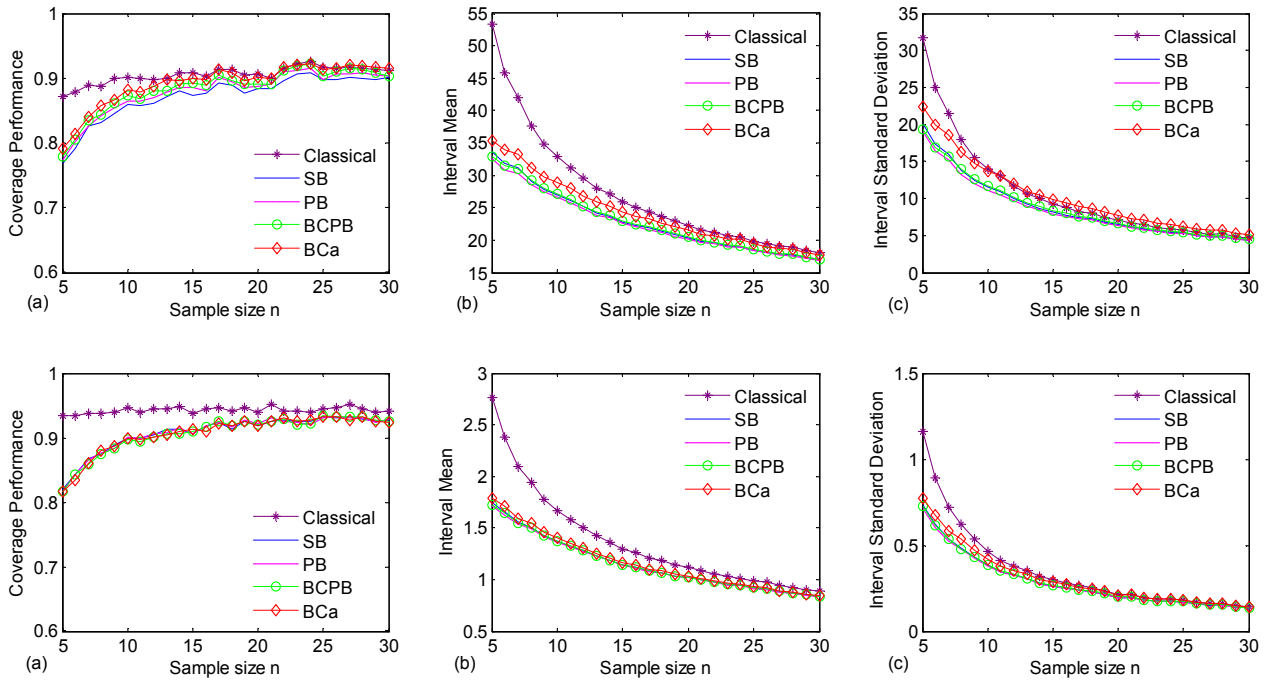 1
0.9
0.8
0.7
0.6
5 10 15 20 25 30
Coverage Performance
Sample size n
(a)
Classical
SB
PB
BCPB
BCa
55
50
45
40
35
30
25
20
15
5 10 15 20 25 30
Interval Mean
Sample size n
(b)
Classical
SB
PB
BCPB
BCa
35
30
25
20
15
10
5
0
5 10 15 20 25 30
Interval Standard Deviation
Sample size n
(c)
Classical
SB
PB
BCPB
BCa
1
0.9
0.8
0.7
0.6
5 10 15 20 25 30
Coverage Performance
Sample size n
(a)
Classical
SB
PB
BCPB
BCa
3
2.5
2
1.5
1
0.5
5 10 15 20 25 30
Interval Mean
Sample size n
(b)
Classical
SB
PB
BCPB
BCa
1.5
1
0.5
0
5 10 15 20 25 30
Interval Standard Deviation
Sample size n
(c)
Classical
SB
PB
BCPB
BCa